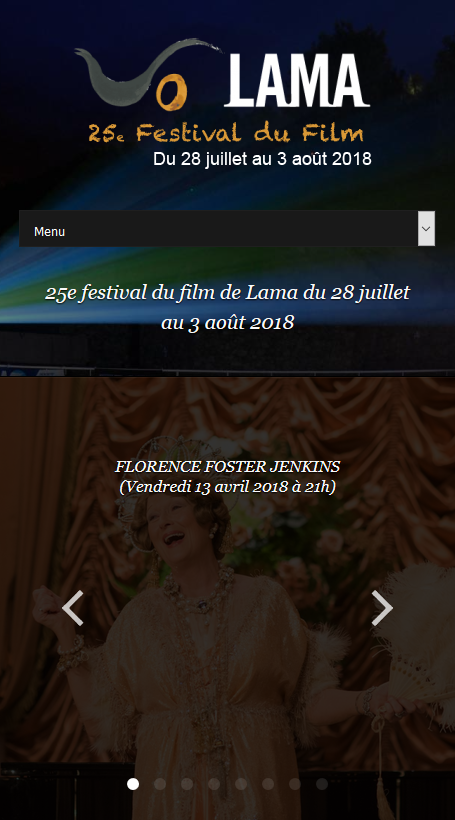 LAMA
25e Festival du Film
Du 28 juillet au 3 août 2018
Menu
25e festival du film de Lama du 28 juillet
au 3 août 2018
FLORENCE FOSTER JENKINS
(Vendredi 13 avril 2018 à 21h)